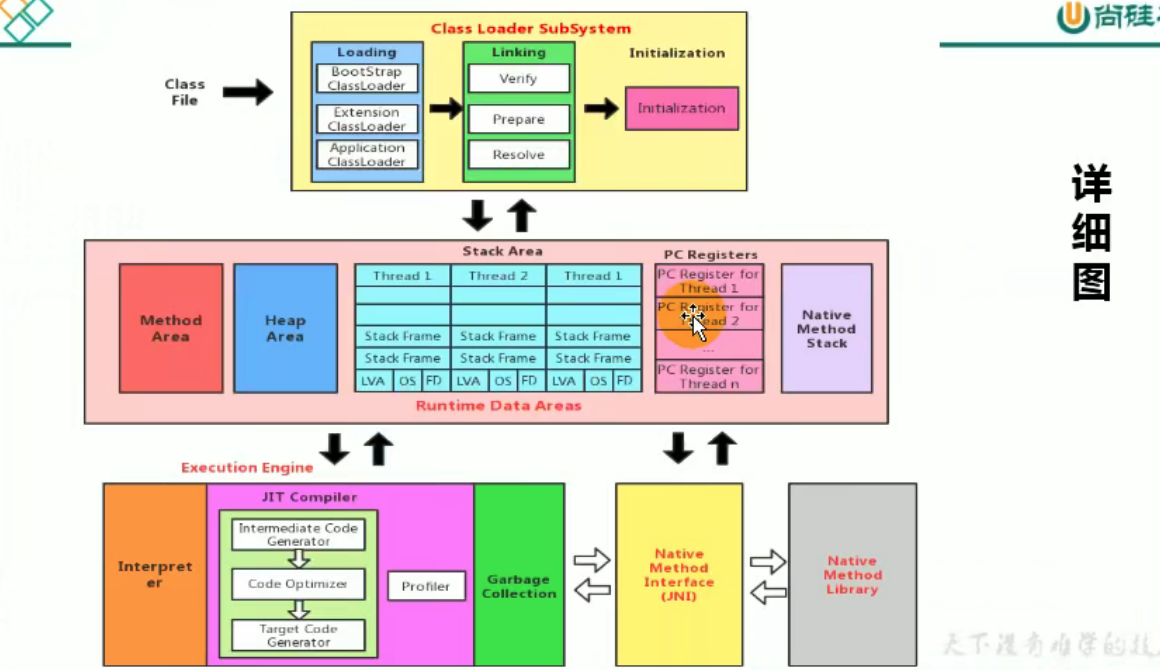 尚硅
Class Loader SubSystem
Loading
Linking
Initialization
BootStrap
ClassLoader
Extension
ClassLoader
Application
ClassLoader
Verify
Prepare
Resolve
Initialization
Class
File
详
细
图
Stack Area
PC Registers
Method
Area
Heap
Area
Thread 1
Thread 2
Thread 1
Stack Frame
Stack Frame
Stack Frame
Stack Frame
Stack Frame
Stack Frame
LVA
OS
FD
LVA
OS
FD
LVA
OS
FD
PC Register for
Thread 1
PC Register for
Thread 2
...
PC Register for
Thread n
Native
Method
Stack
Runtime Data Areas
Execution Engine
Interpret
er
JIT Compiler
Intermediate Code
Generator
Code Optimizer
Target Code
Generator
Profiler
Garbage
Collection
Native
Method
Interface
(JNI)
Native
Method
Library
天下没有难学的技